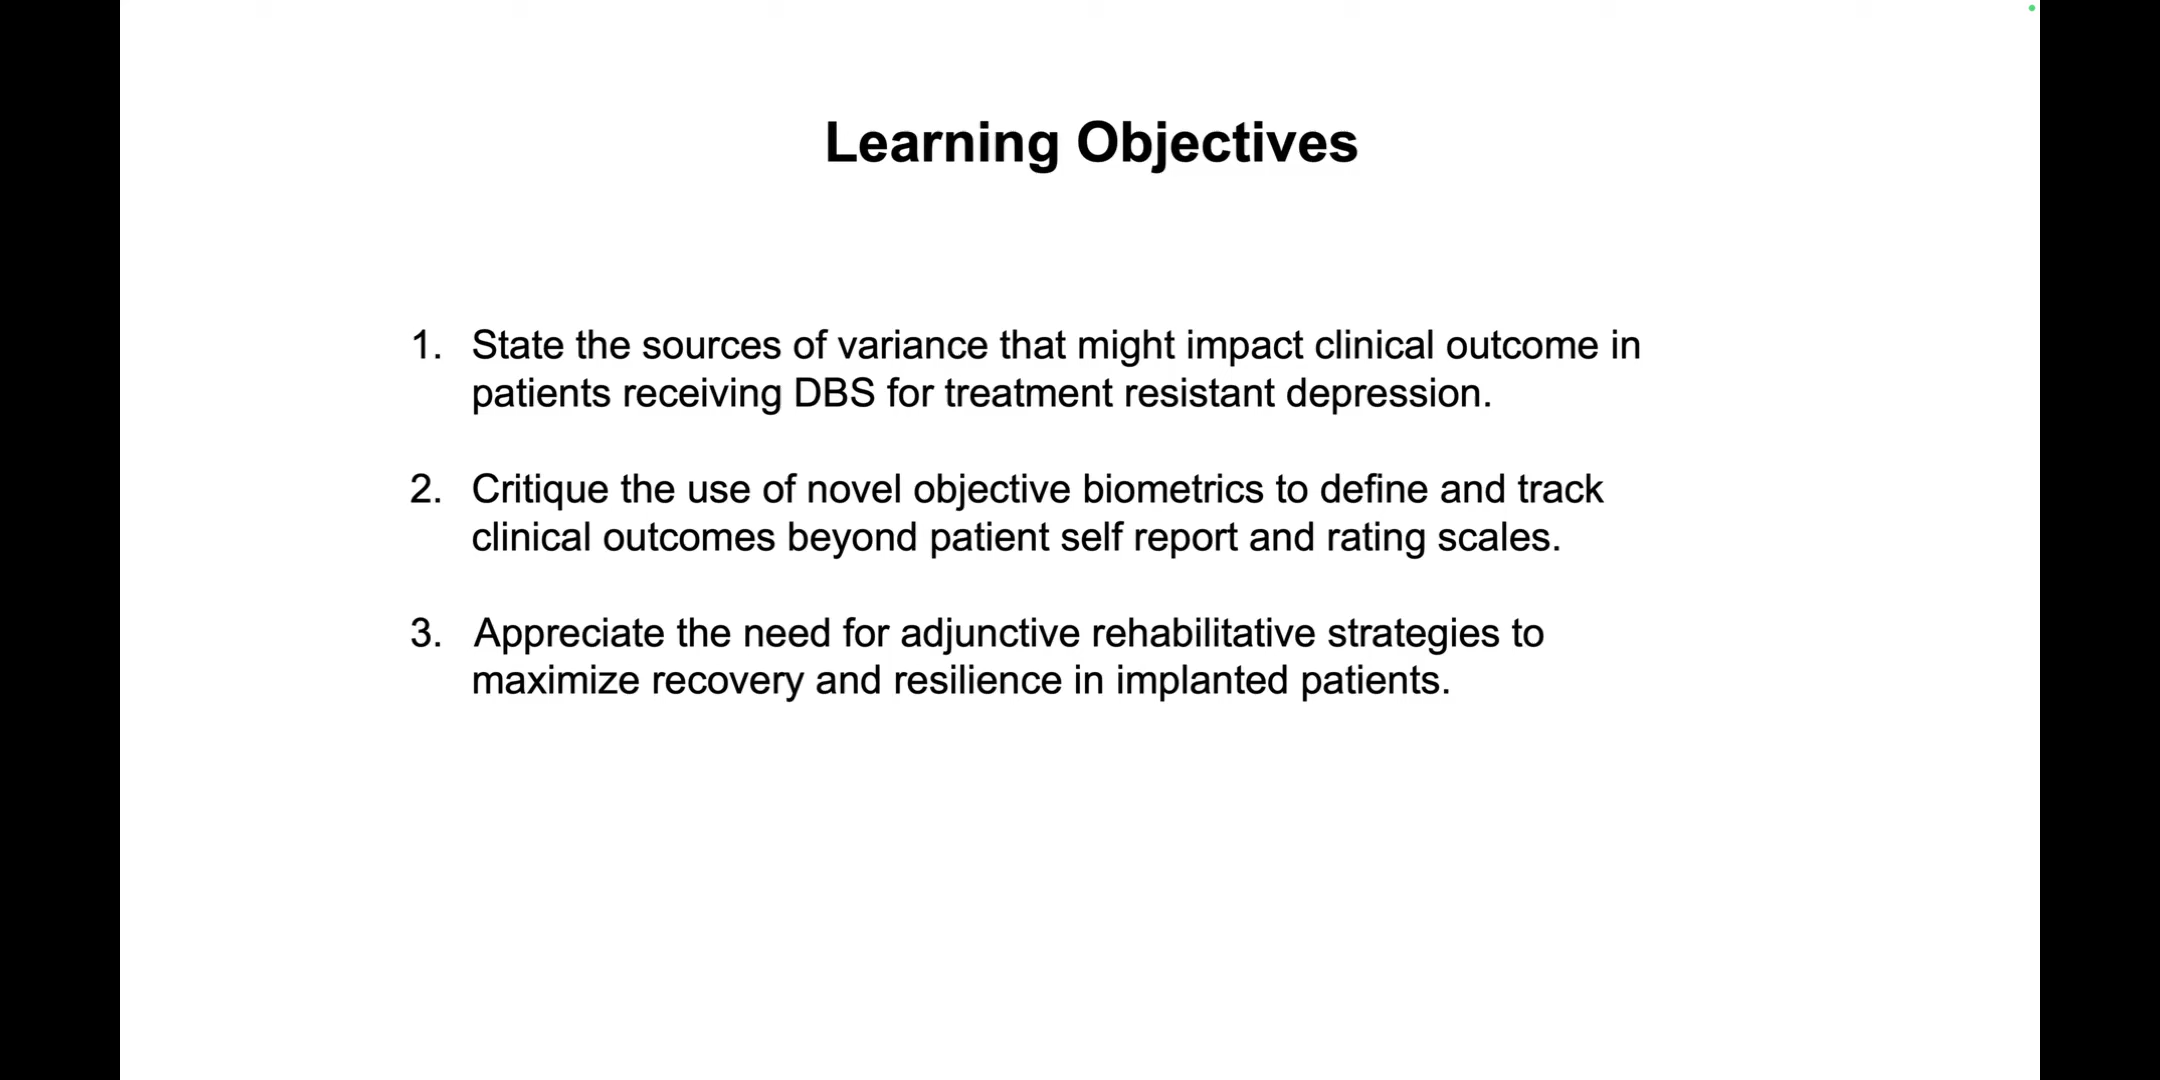 Learning Objectives
1. State the sources of variance that might impact clinical outcome in
patients receiving DBS for treatment resistant depression.
2. Critique the use of novel objective biometrics to define and track
clinical outcomes beyond patient self report and rating scales.
3. Appreciate the need for adjunctive rehabilitative strategies to
maximize recovery and resilience in implanted patients.